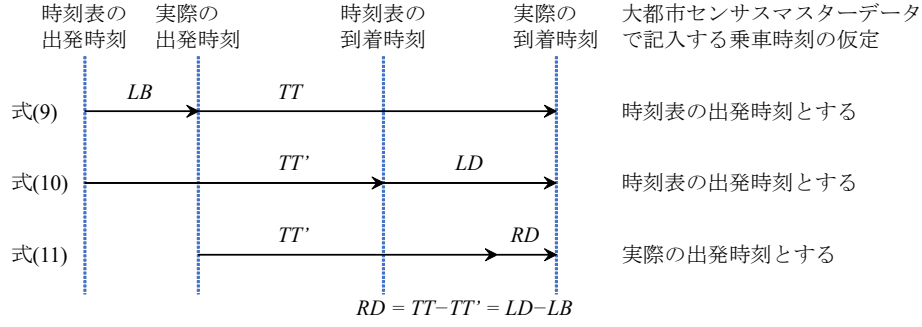 時刻表の 実際の 時刻表の 実際の 大都市センサスマスターデータ
出発時刻 出発時刻 到着時刻 到着時刻 で記入する乗車時刻の仮定
LB TT
式(9) 時刻表の出発時刻とする
TT’ LD
式(10) 時刻表の出発時刻とする
TT’ RD
式(11) 実際の出発時刻とする
RD = TT−TT’ = LD−LB